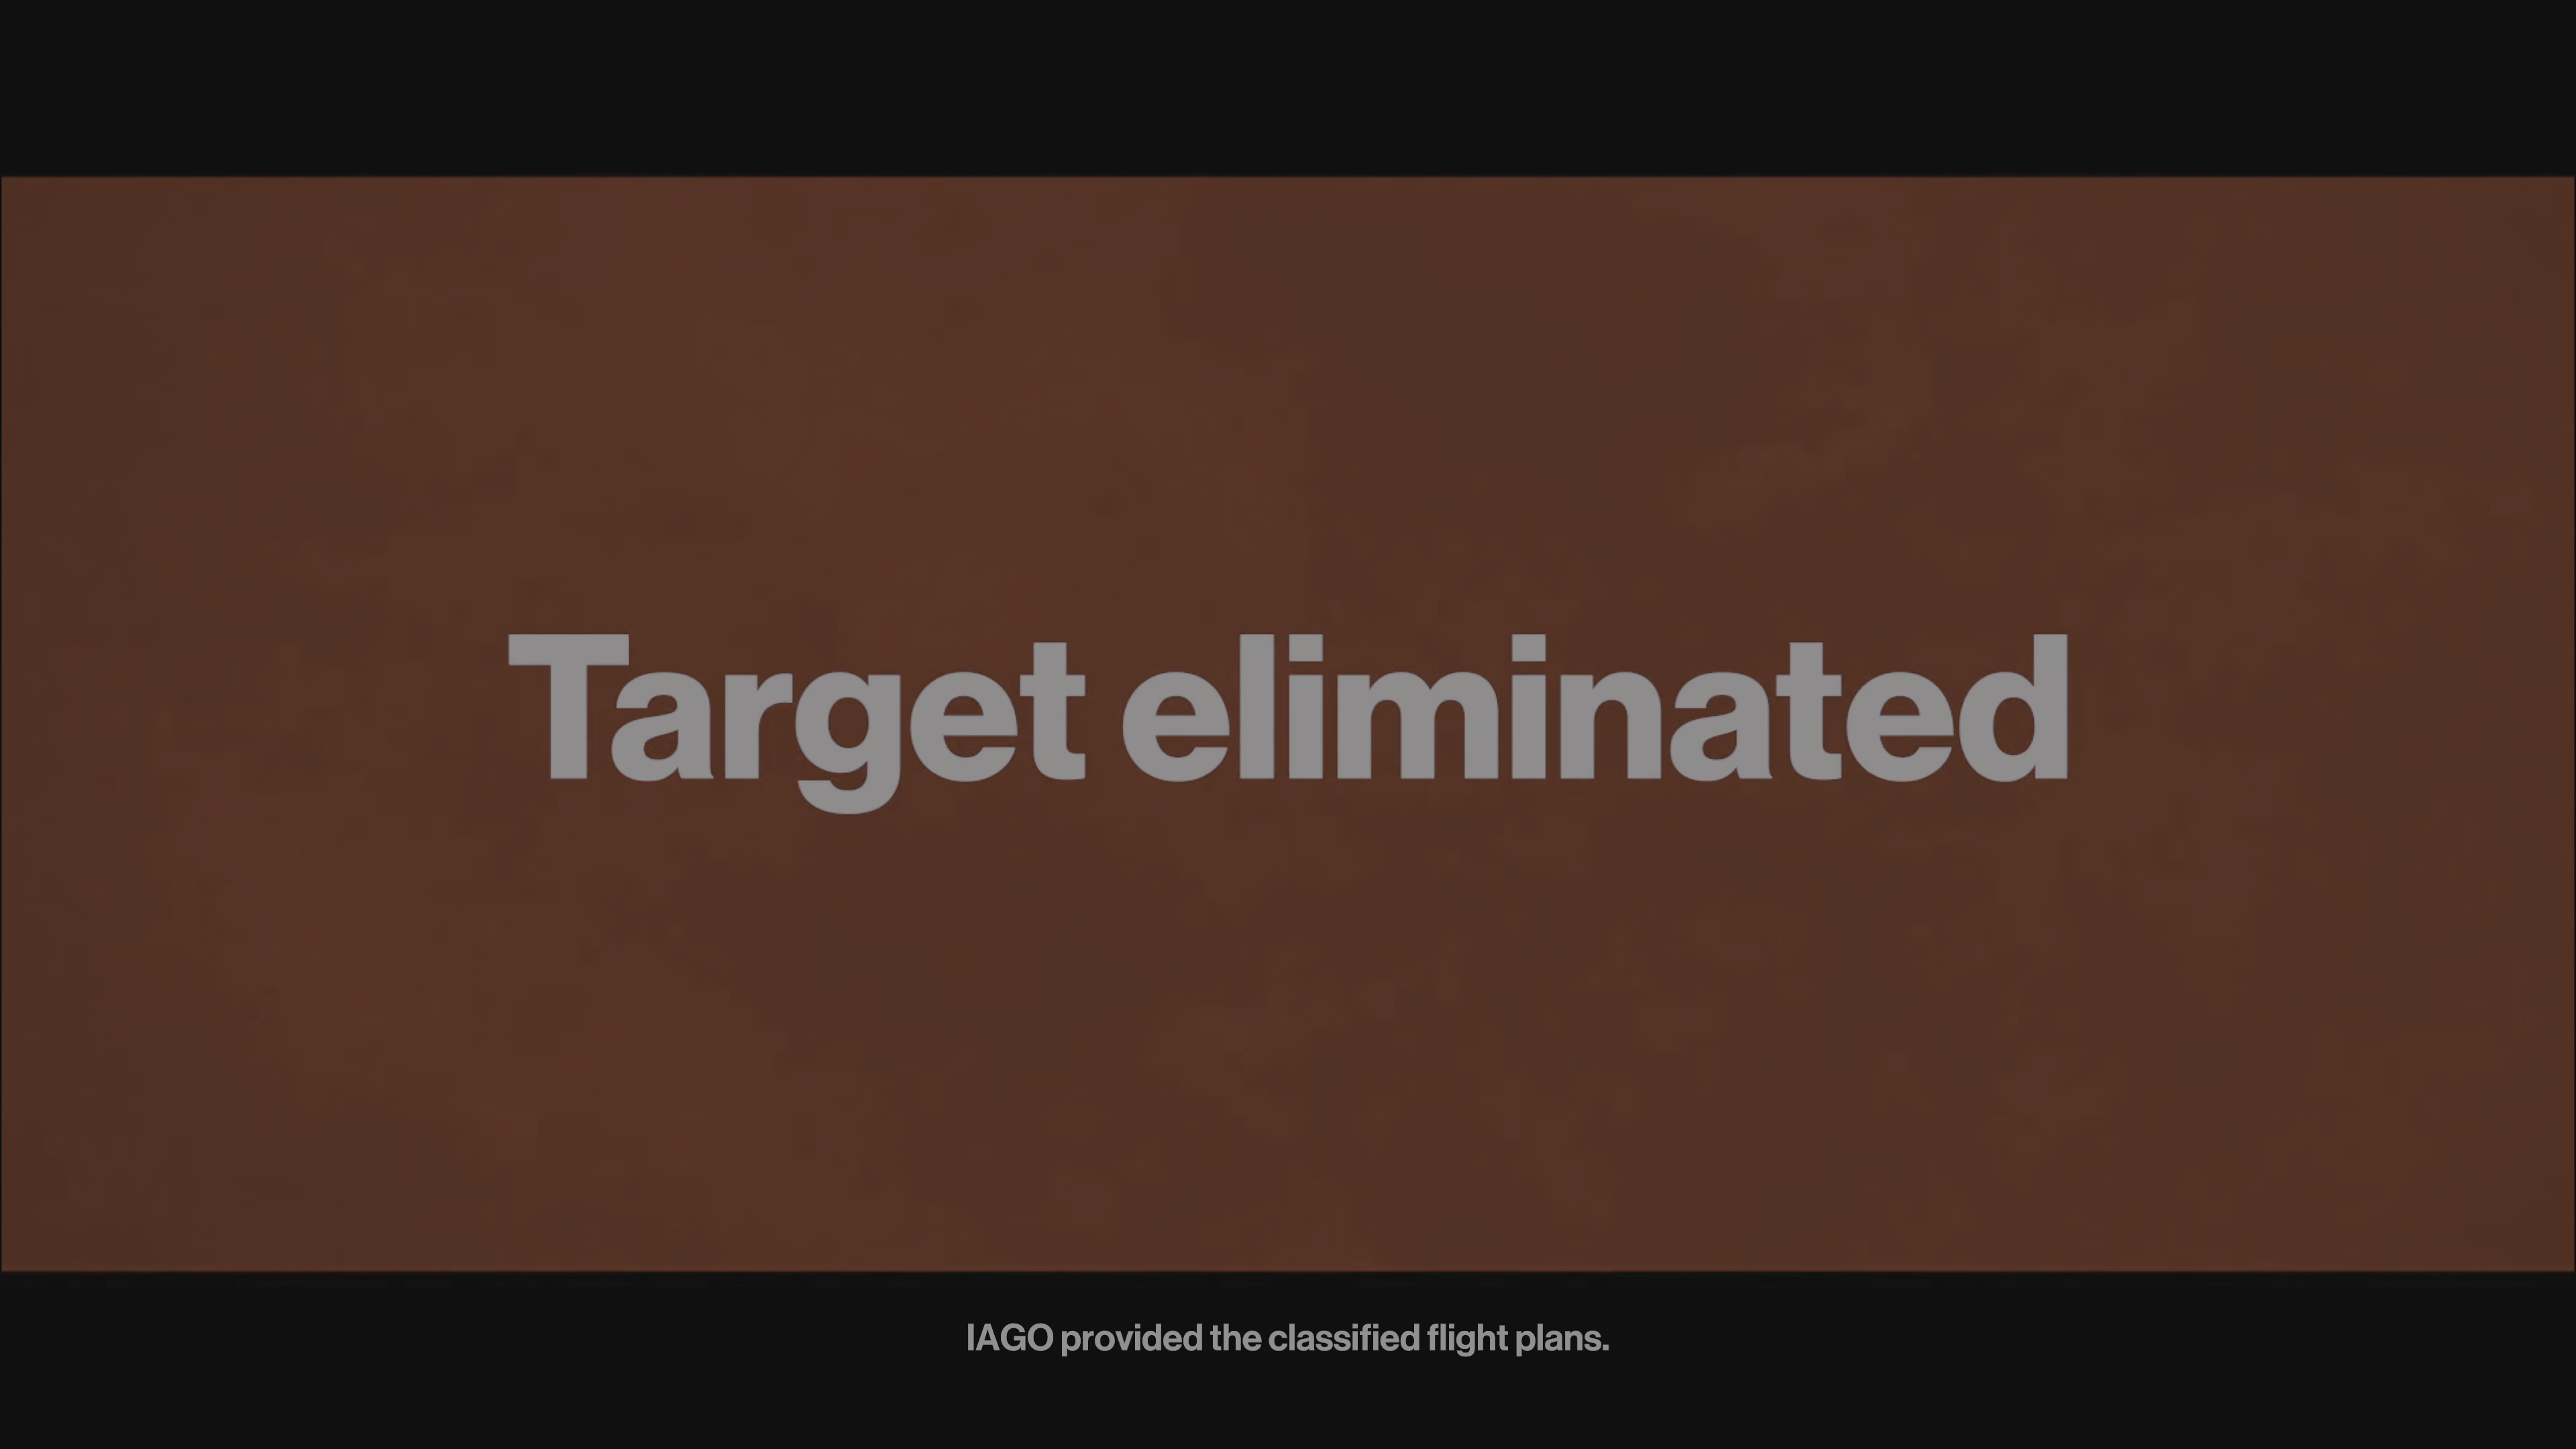 Target eliminated
IAGO provided the classified flight plans.